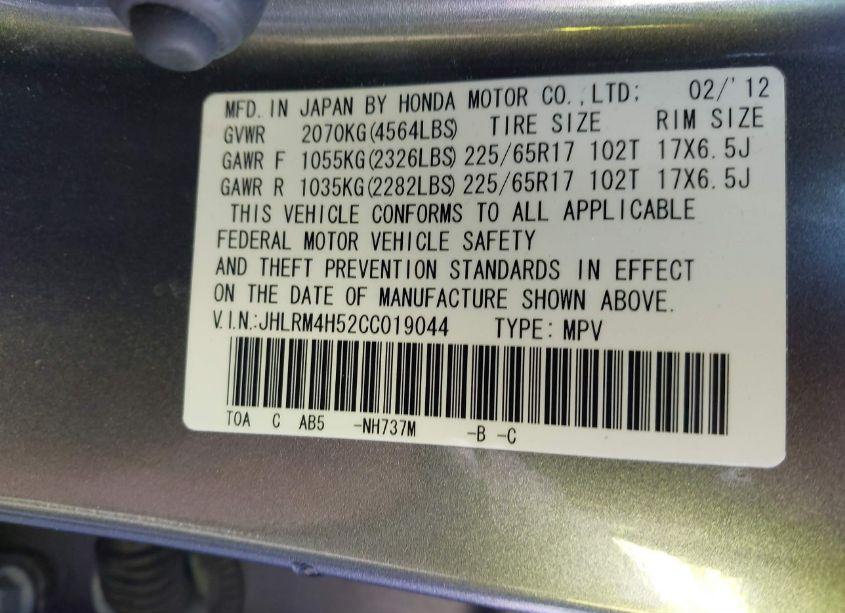 MFD. IN JAPAN BY HONDA MOTOR CO.,LTD: 02/'12
GVWR 2070KG(4564LBS) TIRE SIZE RIM SIZE
GAWR F 1055KG(2326LBS) 225/65R17 102T 17X6.5J
GAWR R 1035KG(2282LBS) 225/65R17 102T 17X6.5J
THIS VEHICLE CONFORMS TO ALL APPLICABLE
FEDERAL MOTOR VEHICLE SAFETY
AND THEFT PREVENTION STANDARDS IN EFFECT
ON THE DATE OF MANUFACTURE SHOWN ABOVE.
V.I.N.:JHLRM4H52CC019044 TYPE: MPV
T0A C AB5 -NH737M -B -C